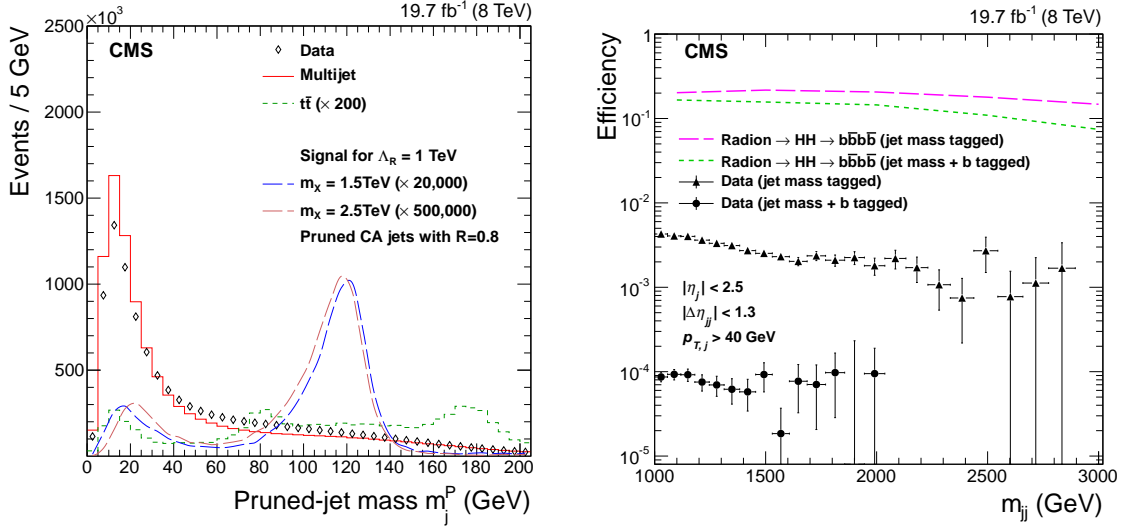 19.7 fb⁻¹ (8 TeV)
×10³
CMS
Data
Multijet
tt̄ (× 200)
Signal for Λ_R = 1 TeV
m_X = 1.5TeV (× 20,000)
m_X = 2.5TeV (× 500,000)
Pruned CA jets with R=0.8
Events / 5 GeV
2500
2000
1500
1000
500
0 20 40 60 80 100 120 140 160 180 200
Pruned-jet mass m_j^P (GeV)
19.7 fb⁻¹ (8 TeV)
CMS
Radion → HH → bb̄bb̄ (jet mass tagged)
Radion → HH → bb̄bb̄ (jet mass + b tagged)
Data (jet mass tagged)
Data (jet mass + b tagged)
|η_j| < 2.5
|Δη_jj| < 1.3
p_T,j > 40 GeV
Efficiency
1
10⁻¹
10⁻²
10⁻³
10⁻⁴
10⁻⁵
1000 1500 2000 2500 3000
m_jj (GeV)